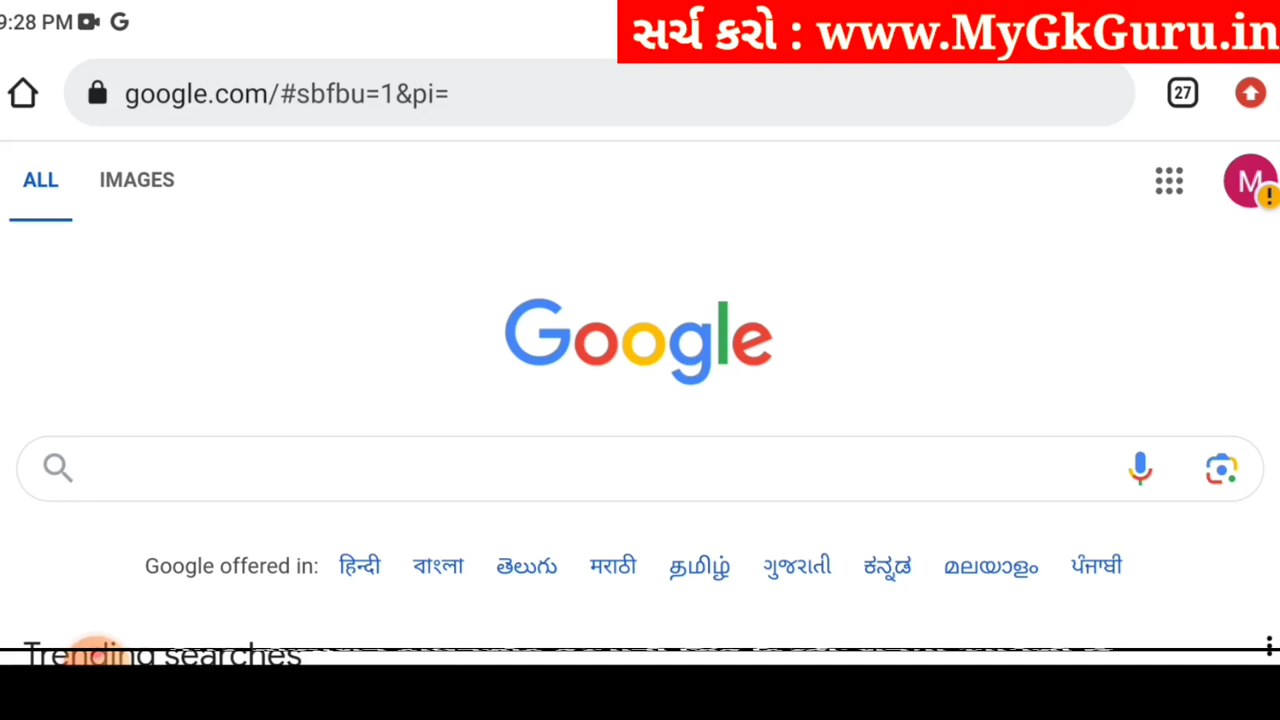 9:28 PM G
સર્ચ કરો : www.MyGkGuru.in
google.com/#sbfbu=1&pi=
27
ALL IMAGES
M
Google
Google offered in: हिन्दी বাংলা తెలుగు मराठी தமிழ் ગુજરાતી ಕನ್ನಡ മലയാളം ਪੰਜਾਬੀ
Trending searches